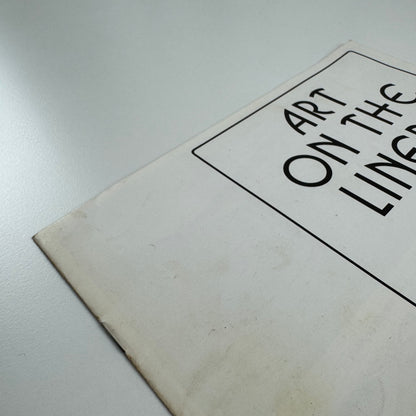 ART
ON THE
LINE